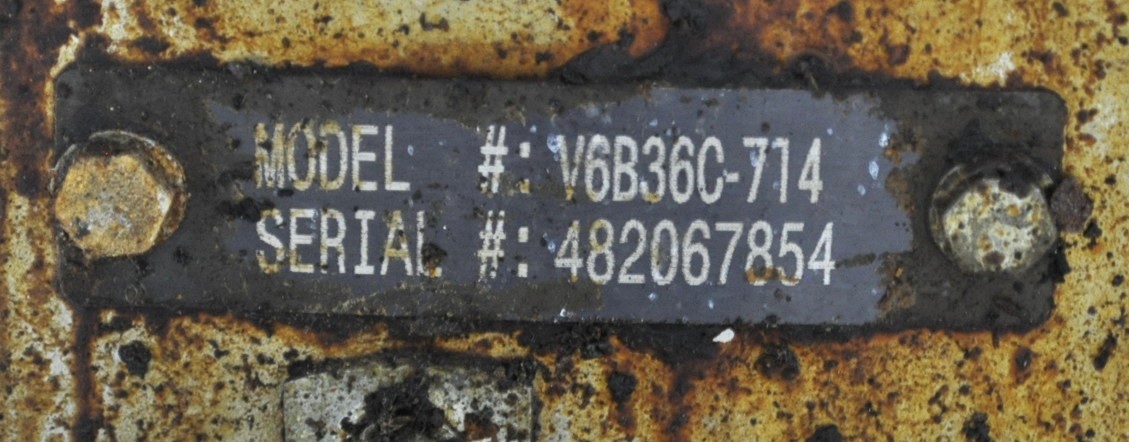 MODEL #: V6B36C-714
SERIAL #: 482067854